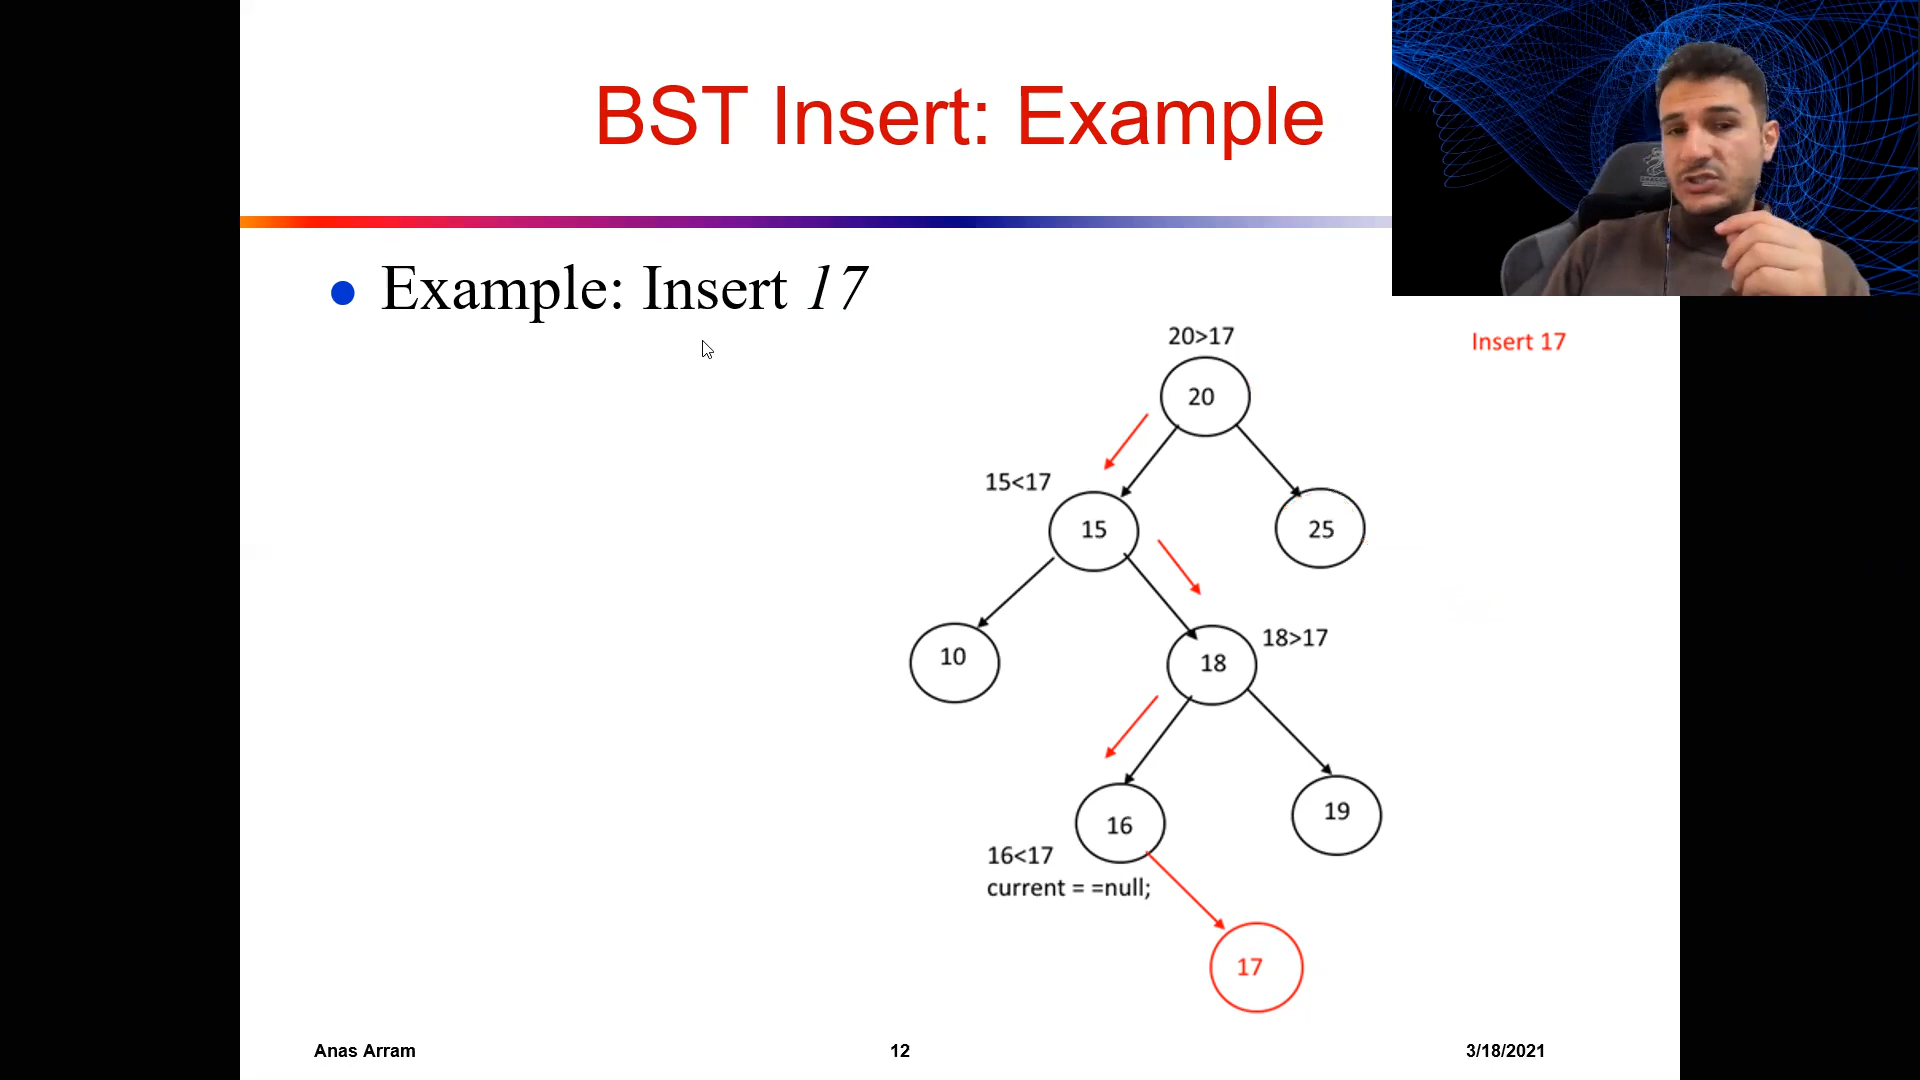 BST Insert: Example
Example: Insert 17
20>17
Insert 17
20
15<17
15
25
10
18>17
18
16
19
16<17
current = =null;
17
Anas Arram
12
3/18/2021